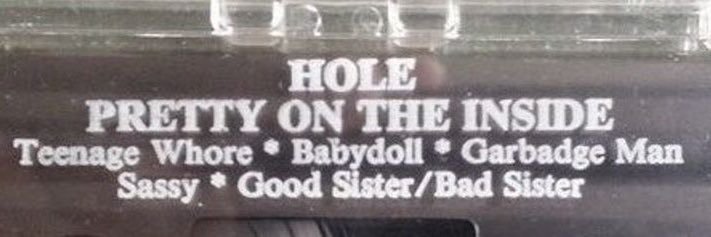 HOLE
PRETTY ON THE INSIDE
Teenage Whore * Babydoll * Garbadge Man
Sassy * Good Sister/Bad Sister